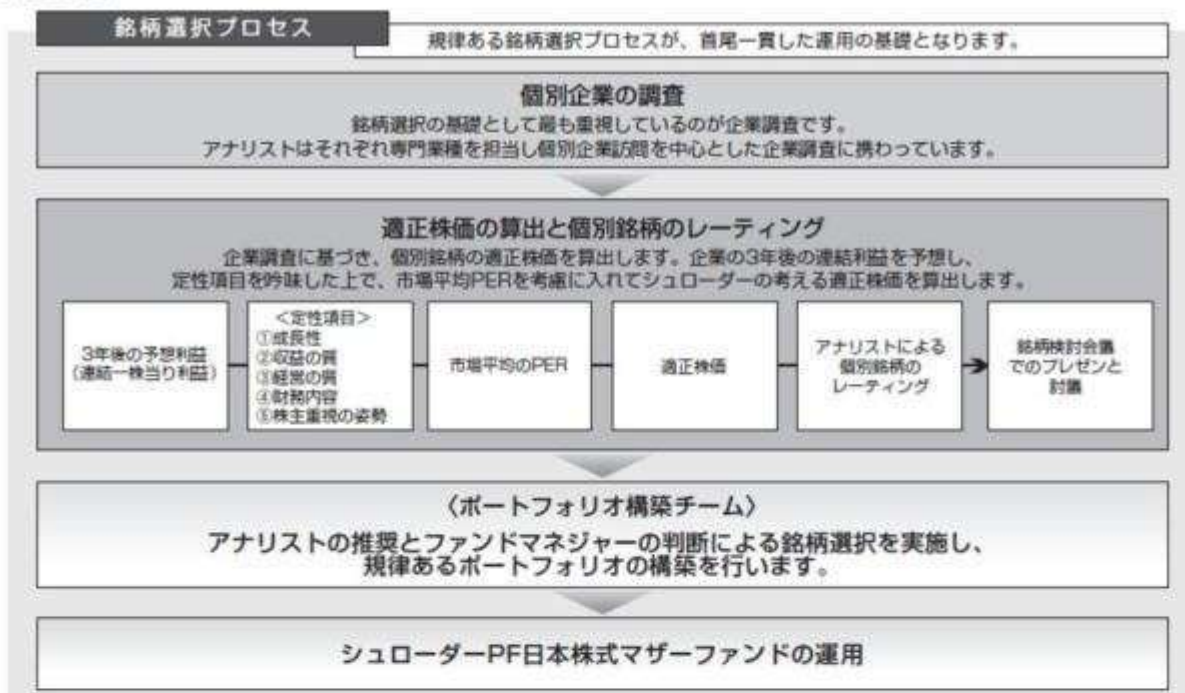 銘柄選択プロセス
規律ある銘柄選択プロセスが、首尾一貫した運用の基礎となります。
個別企業の調査
銘柄選択の基礎として最も重視しているのが企業調査です。
アナリストはそれぞれ専門業種を担当し個別企業訪問を中心とした企業調査に携わっています。
適正株価の算出と個別銘柄のレーティング
企業調査に基づき、個別銘柄の適正株価を算出します。企業の3年後の連結利益を予想し、
定性項目を吟味した上で、市場平均PERを考慮に入れてシュローダーの考える適正株価を算出します。
3年後の予想利益
(連結一株当り利益)
<定性項目>
①成長性
②収益の質
③経営の質
④財務内容
⑤株主重視の姿勢
市場平均のPER
適正株価
アナリストによる
個別銘柄の
レーティング
銘柄検討会議
でのプレゼンと
討議
〈ポートフォリオ構築チーム〉
アナリストの推奨とファンドマネジャーの判断による銘柄選択を実施し、
規律あるポートフォリオの構築を行います。
シュローダーPF日本株式マザーファンドの運用